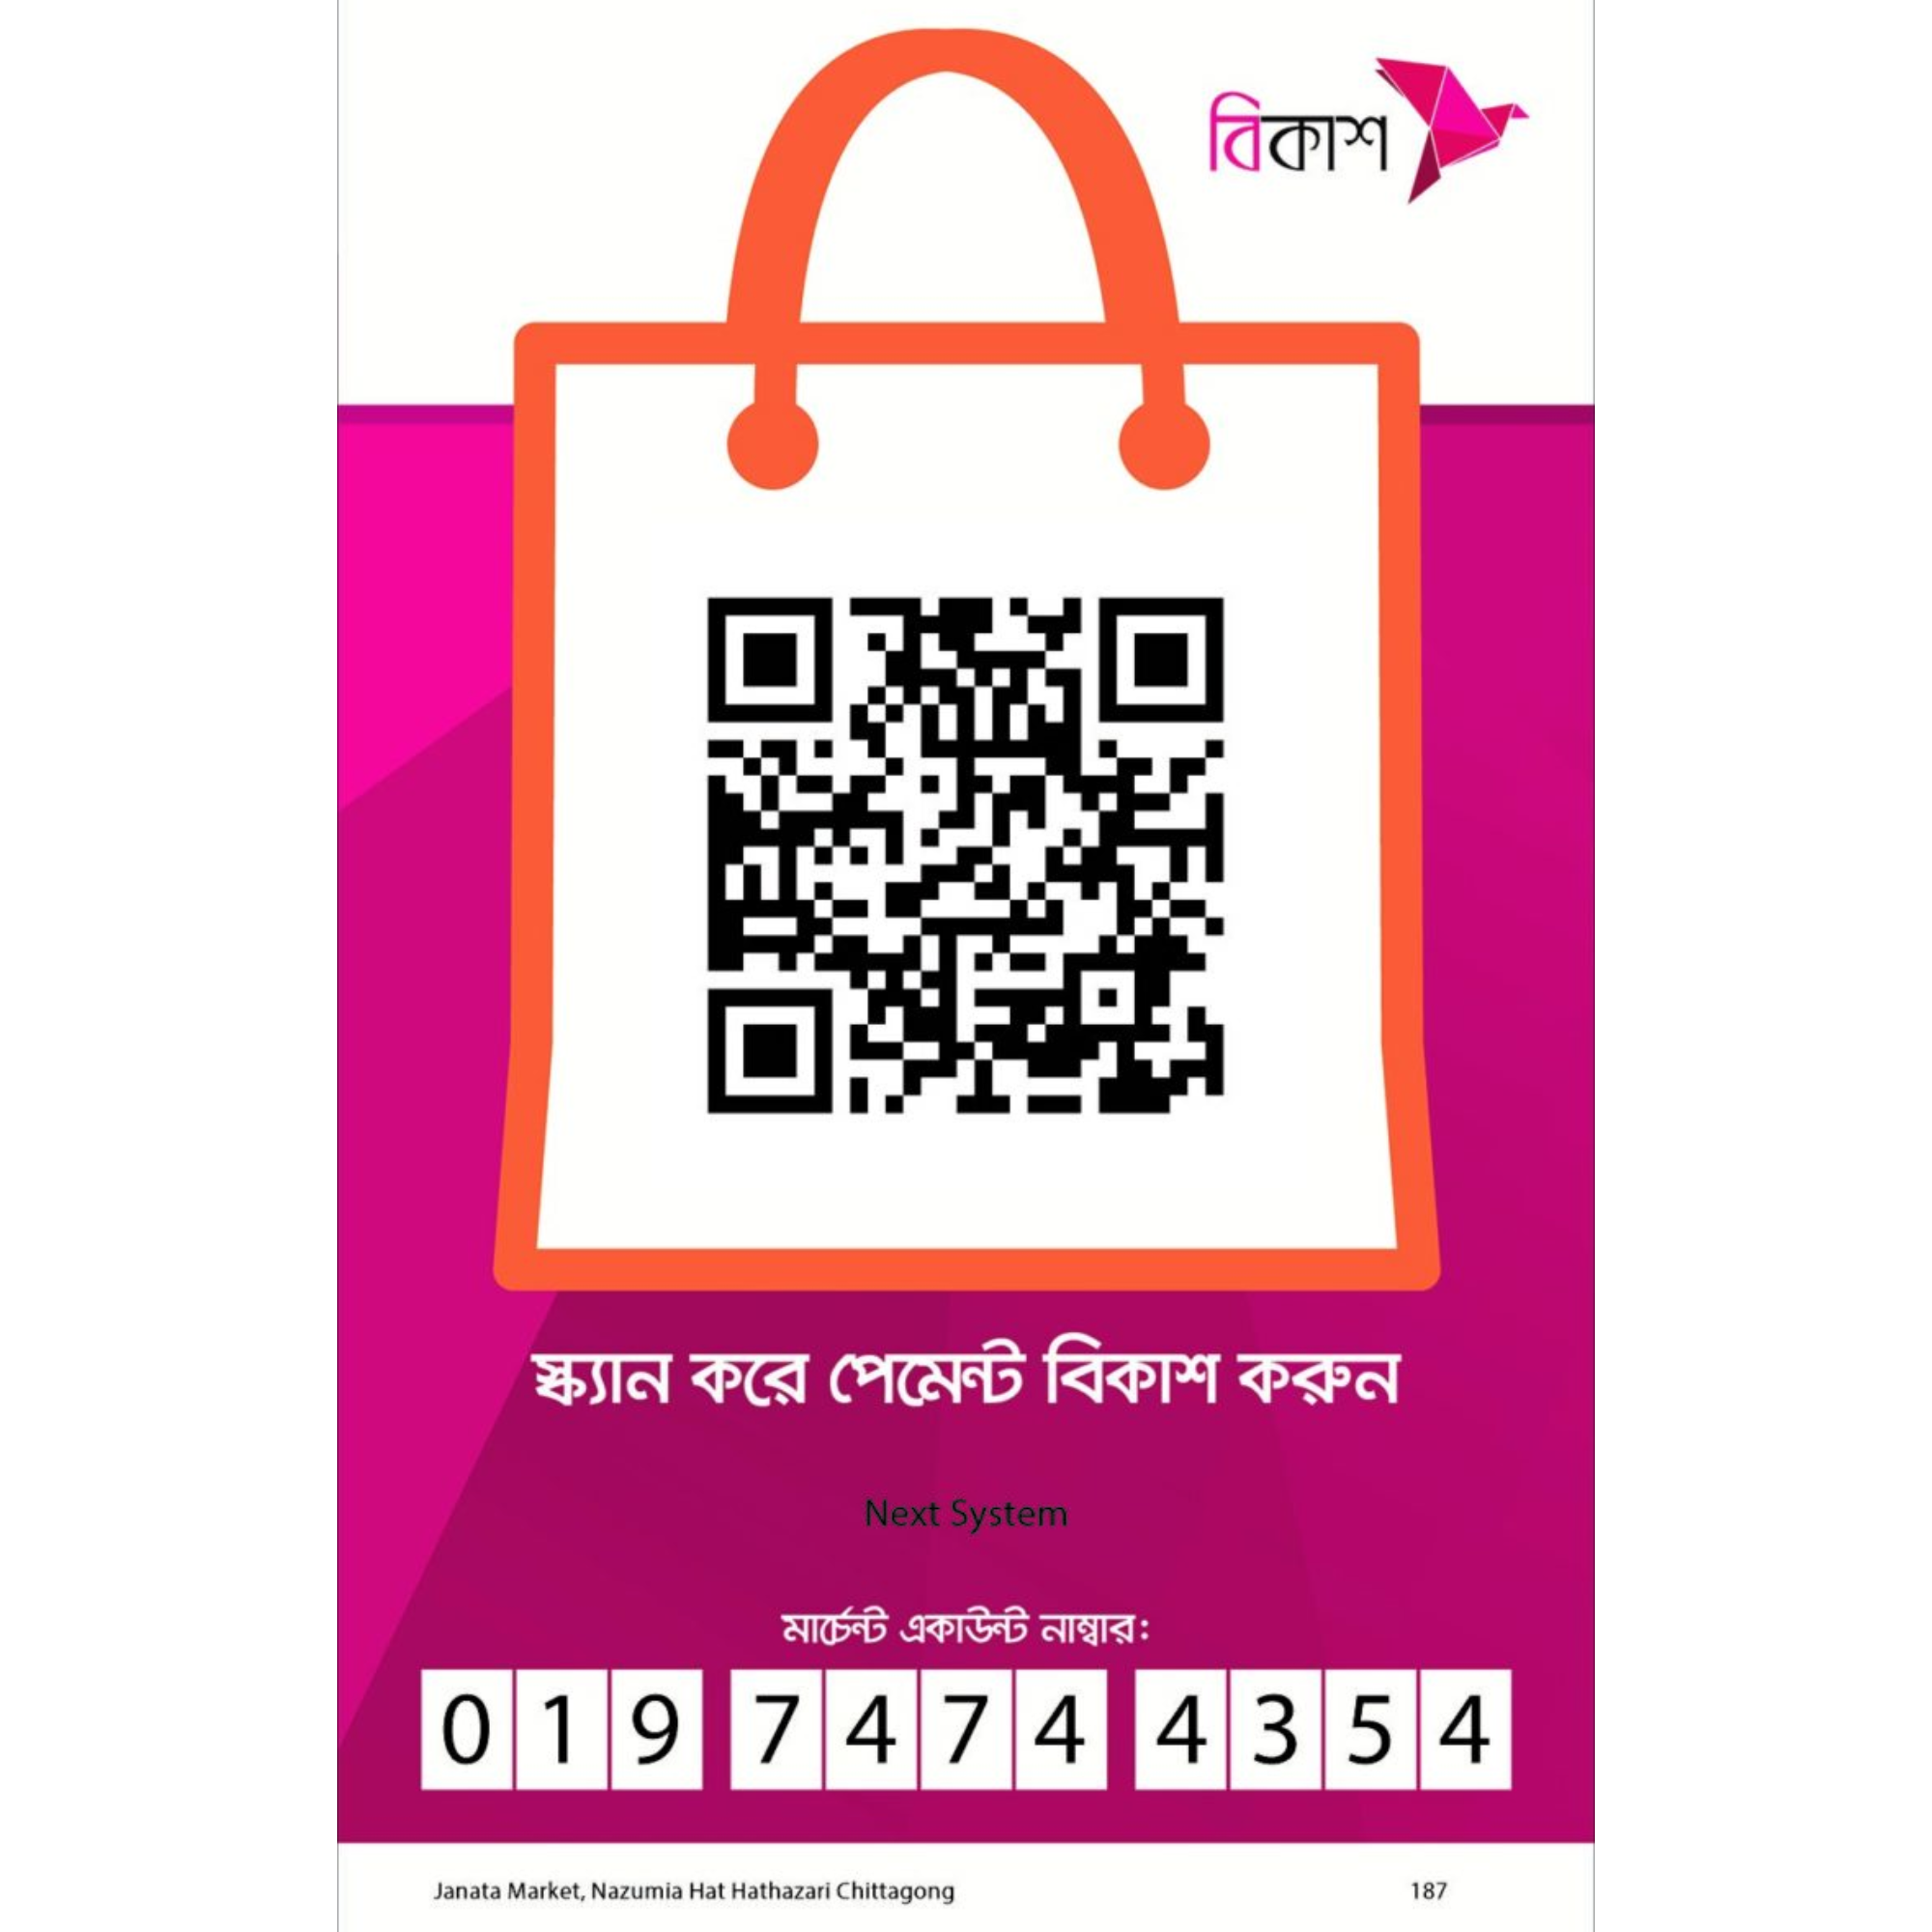 বিকাশ
স্ক্যান করে পেমেন্ট বিকাশ করুন
Next System
মার্চেন্ট একাউন্ট নাম্বার:
019 7474 4354
Janata Market, Nazumia Hat Hathazari Chittagong 187